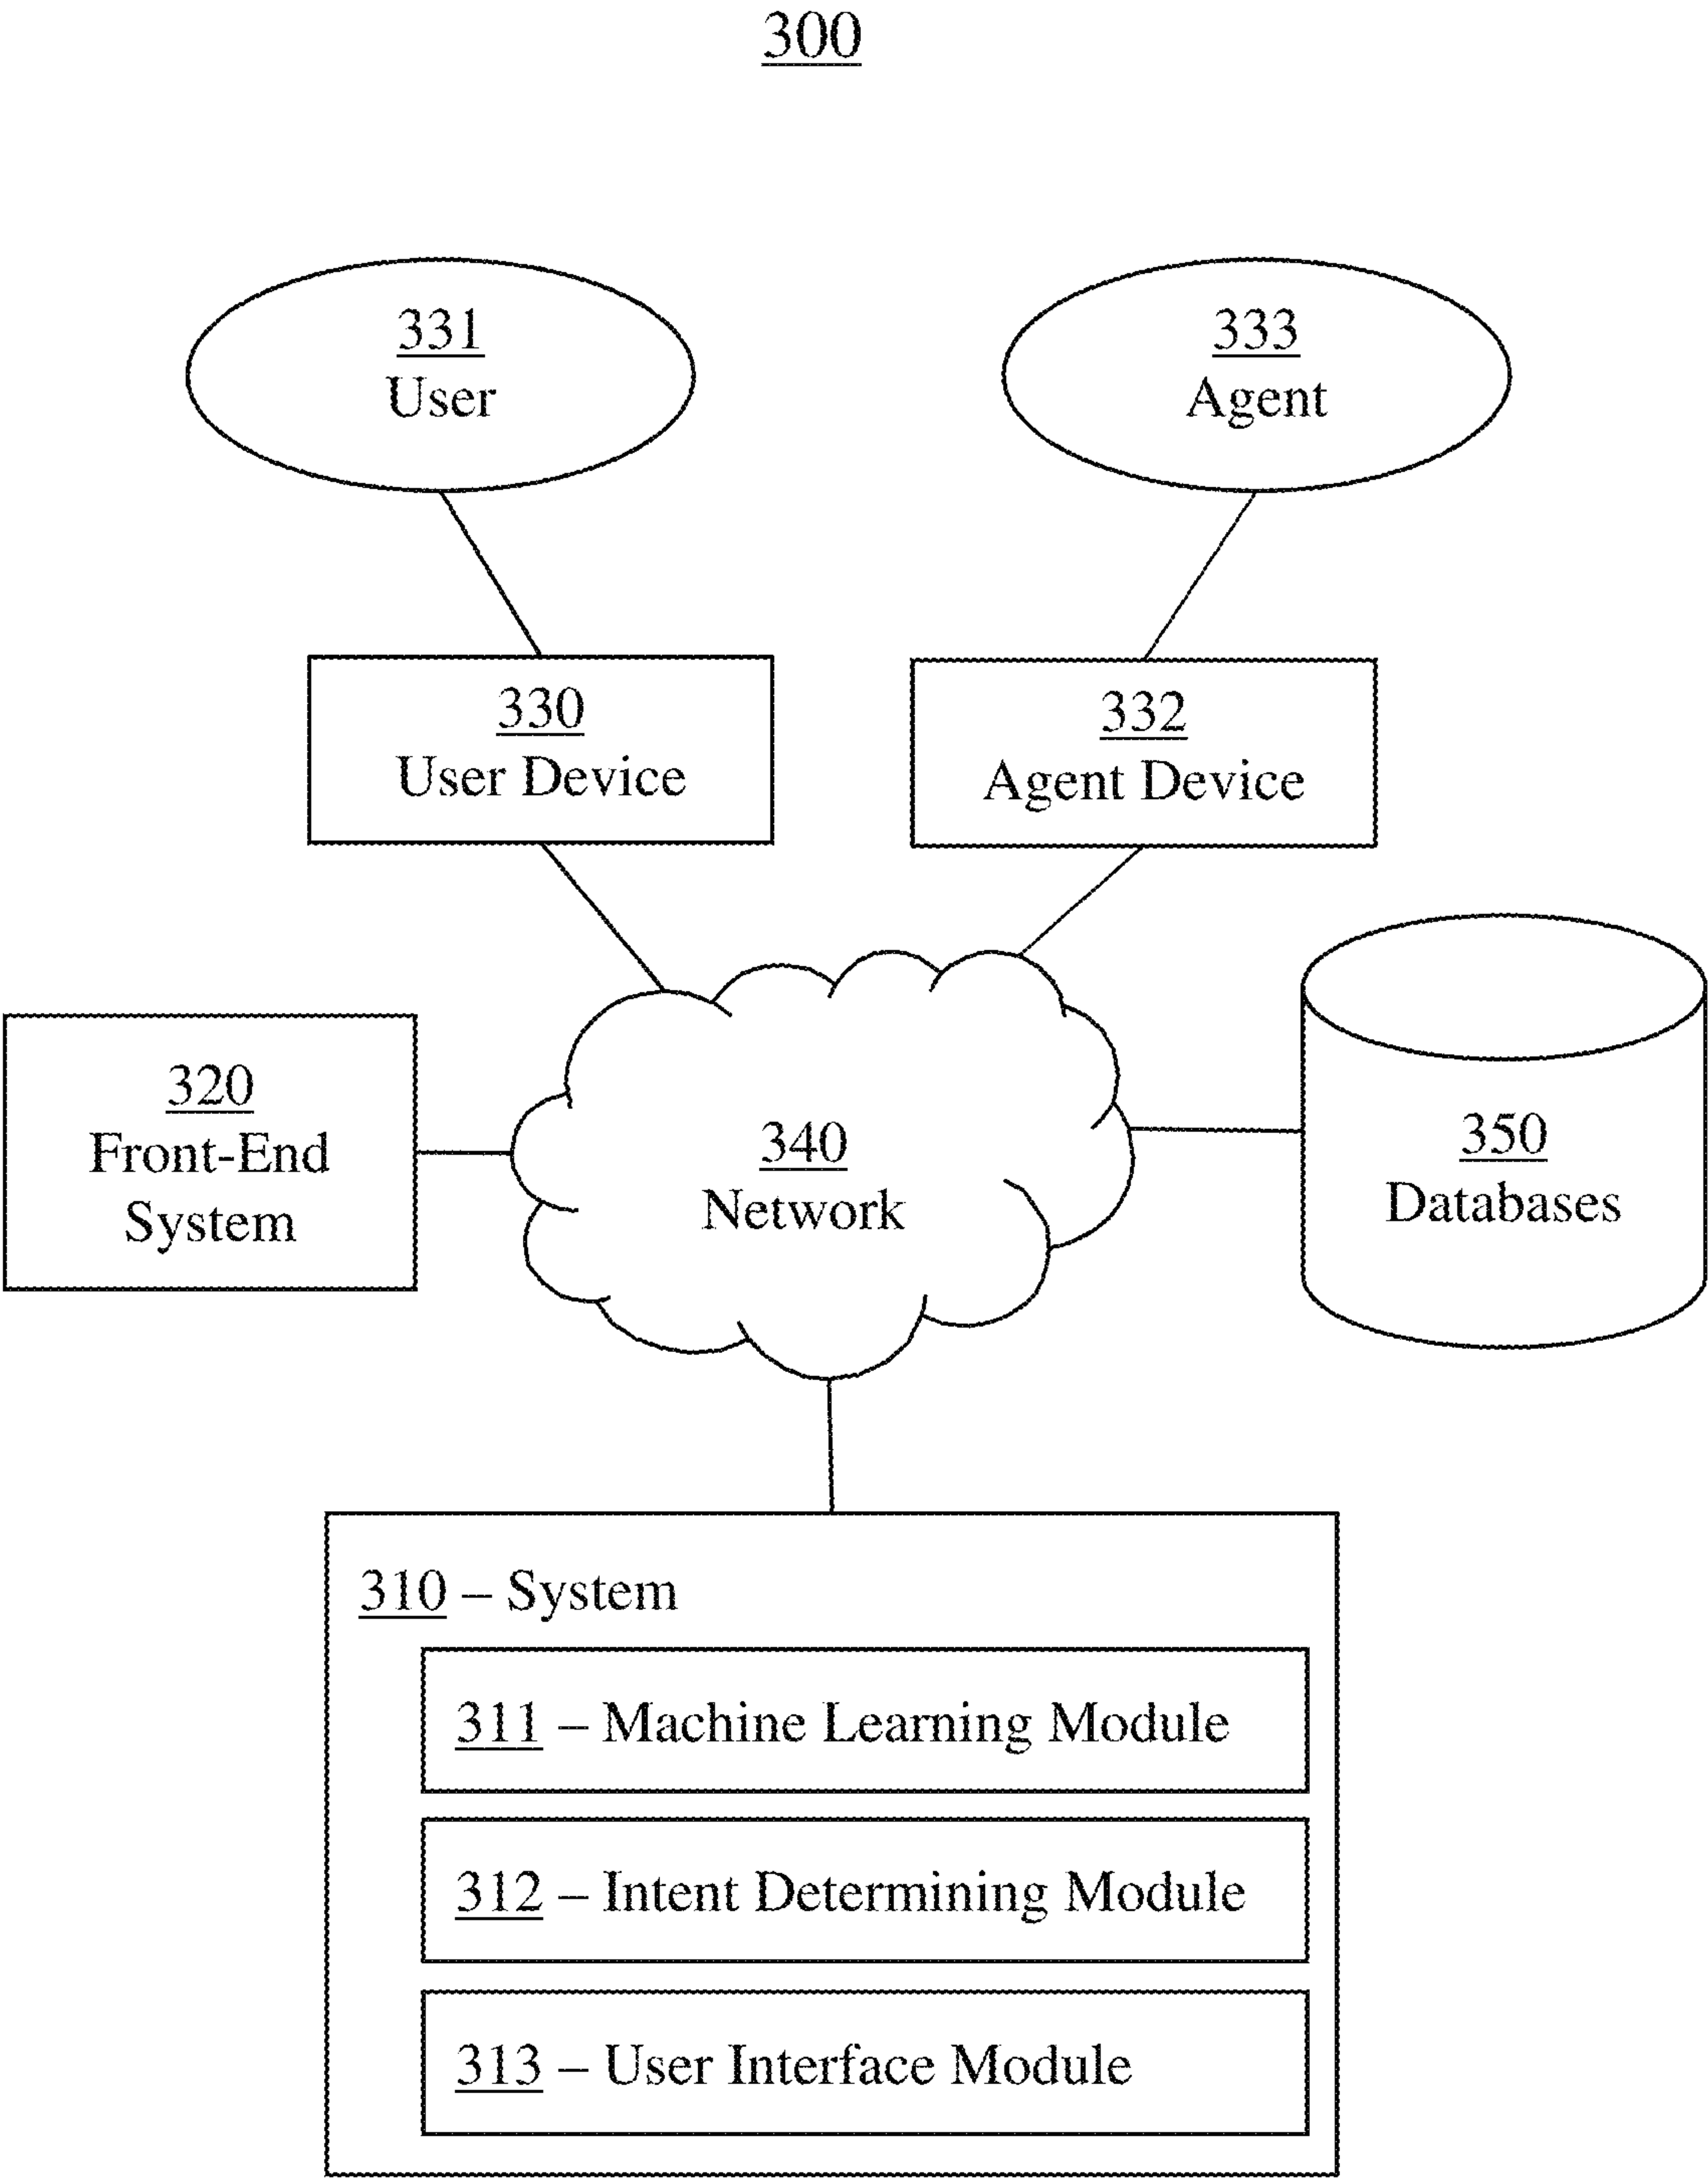 300
331
User
333
Agent
330
User Device
332
Agent Device
320
Front-End
System
340
Network
350
Databases
310 – System
311 – Machine Learning Module
312 – Intent Determining Module
313 – User Interface Module